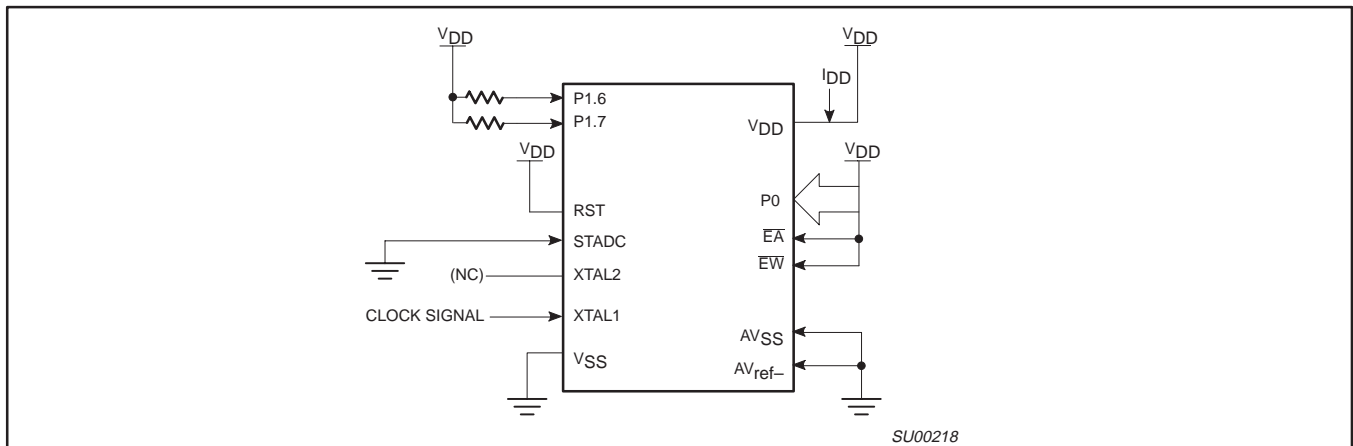 VDD
VDD
IDD
P1.6
P1.7
VDD
VDD
VDD
P0
RST
EA
STADC
EW
(NC)
XTAL2
CLOCK SIGNAL
XTAL1
AVSS
VSS
AVref–
SU00218